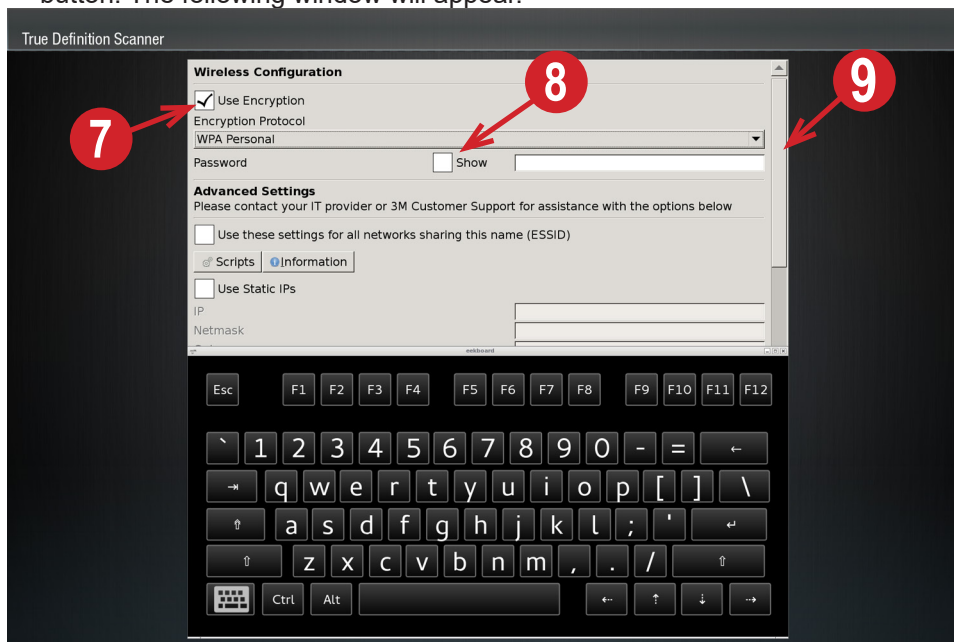 button. The following window will appear:
True Definition Scanner
Wireless Configuration
7
8
9
Use Encryption
Encryption Protocol
WPA Personal
Password Show
Advanced Settings
Please contact your IT provider or 3M Customer Support for assistance with the options below
Use these settings for all networks sharing this name (ESSID)
Scripts Information
Use Static IPs
IP
Netmask
eekboard
Esc F1 F2 F3 F4 F5 F6 F7 F8 F9 F10 F11 F12
` 1 2 3 4 5 6 7 8 9 0 - = ←
⇥ q w e r t y u i o p [ ] \
⇮ a s d f g h j k l ; ' ↵
⇧ z x c v b n m , . / ⇧
Ctrl Alt ⇠ ⇡ ⇣ ⇢